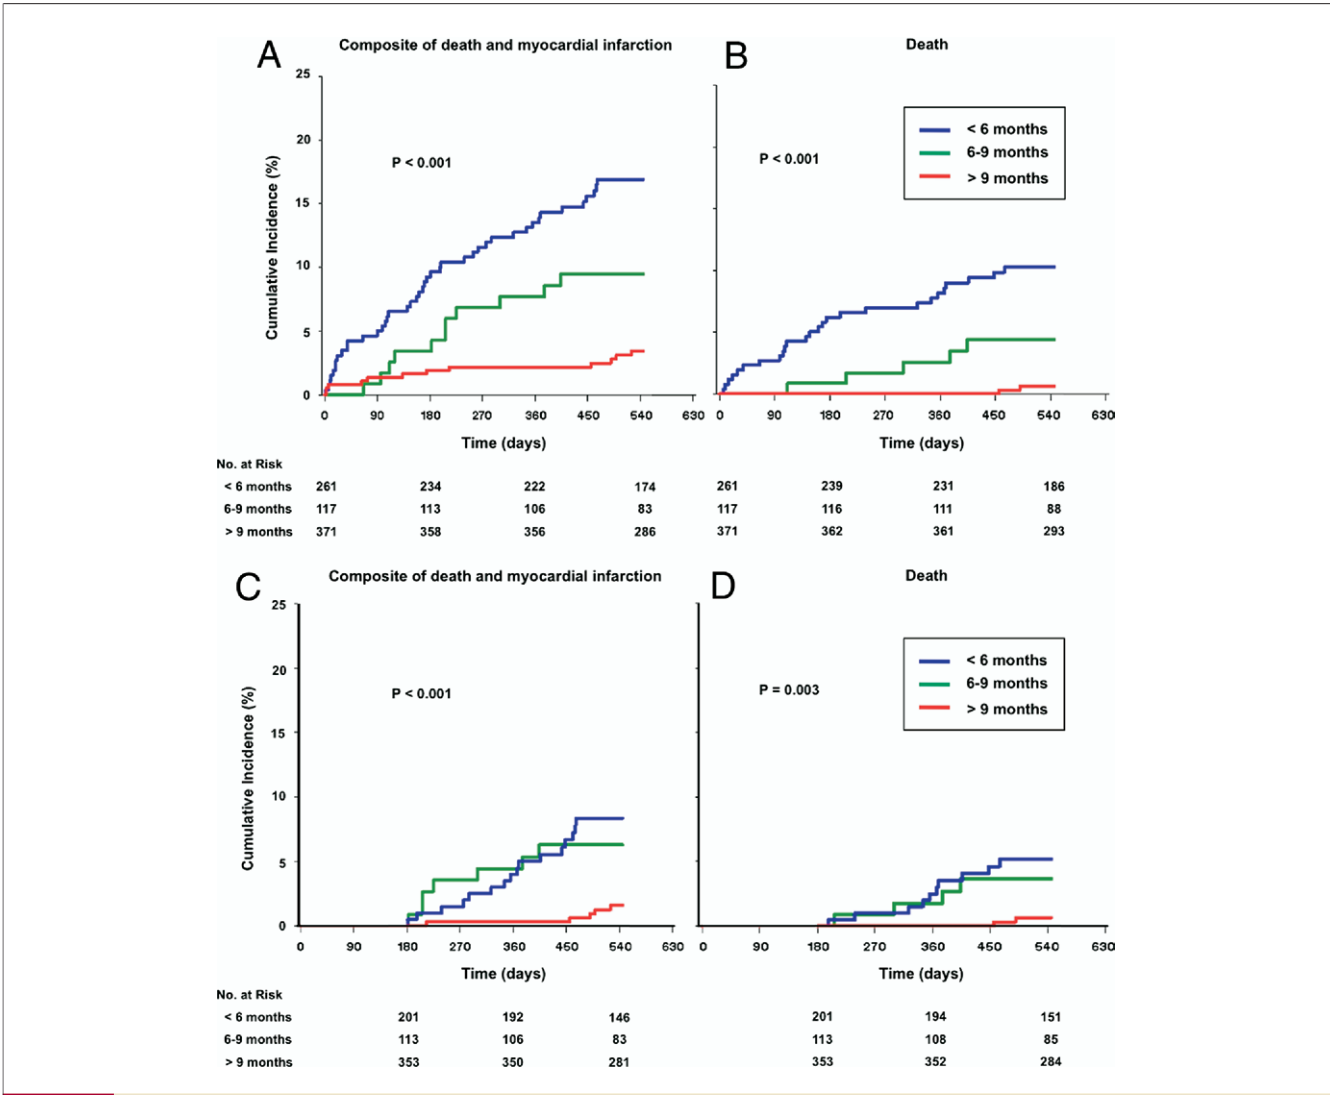 A
Composite of death and myocardial infarction
25
20
15
10
5
0
Cumulative Incidence (%)
P < 0.001
0 90 180 270 360 450 540 630
Time (days)
B
Death
P < 0.001
< 6 months
6-9 months
> 9 months
0 90 180 270 360 450 540 630
Time (days)
No. at Risk
< 6 months 261 234 222 174 261 239 231 186
6-9 months 117 113 106 83 117 116 111 88
> 9 months 371 358 356 286 371 362 361 293
C
Composite of death and myocardial infarction
25
20
15
10
5
0
Cumulative Incidence (%)
P < 0.001
0 90 180 270 360 450 540 630
Time (days)
D
Death
P = 0.003
< 6 months
6-9 months
> 9 months
0 90 180 270 360 450 540 630
Time (days)
No. at Risk
< 6 months 201 192 146 201 194 151
6-9 months 113 106 83 113 108 85
> 9 months 353 350 281 353 352 284